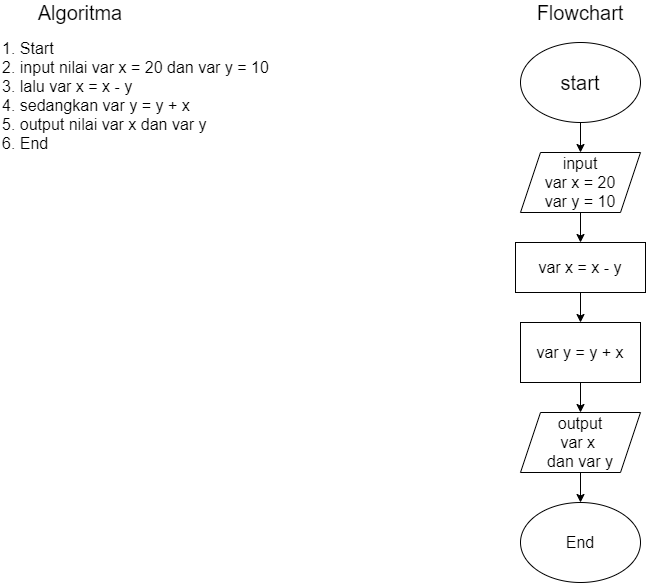 Algoritma
1. Start
2. input nilai var x = 20 dan var y = 10
3. lalu var x = x - y
4. sedangkan var y = y + x
5. output nilai var x dan var y
6. End
Flowchart
start
input
var x = 20
var y = 10
var x = x - y
var y = y + x
output
var x
dan var y
End